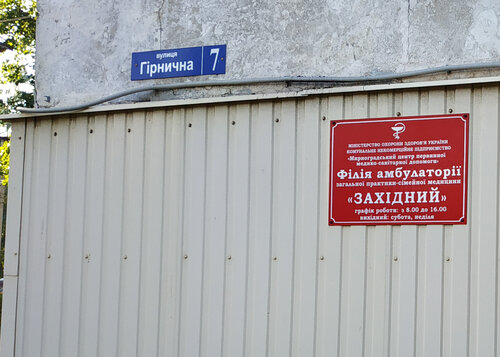 вулиця
Гірнична 7
МІНІСТЕРСТВО ОХОРОНИ ЗДОРОВ'Я УКРАЇНИ
КОМУНАЛЬНЕ НЕКОМЕРЦІЙНЕ ПІДПРИЄМСТВО
«Мирноградський центр первинної
медико-санітарної допомоги»
Філія амбулаторії
загальної практики-сімейної медицини
«ЗАХІДНИЙ»
графік роботи: з 8.00 до 16.00
вихідний: субота, неділя